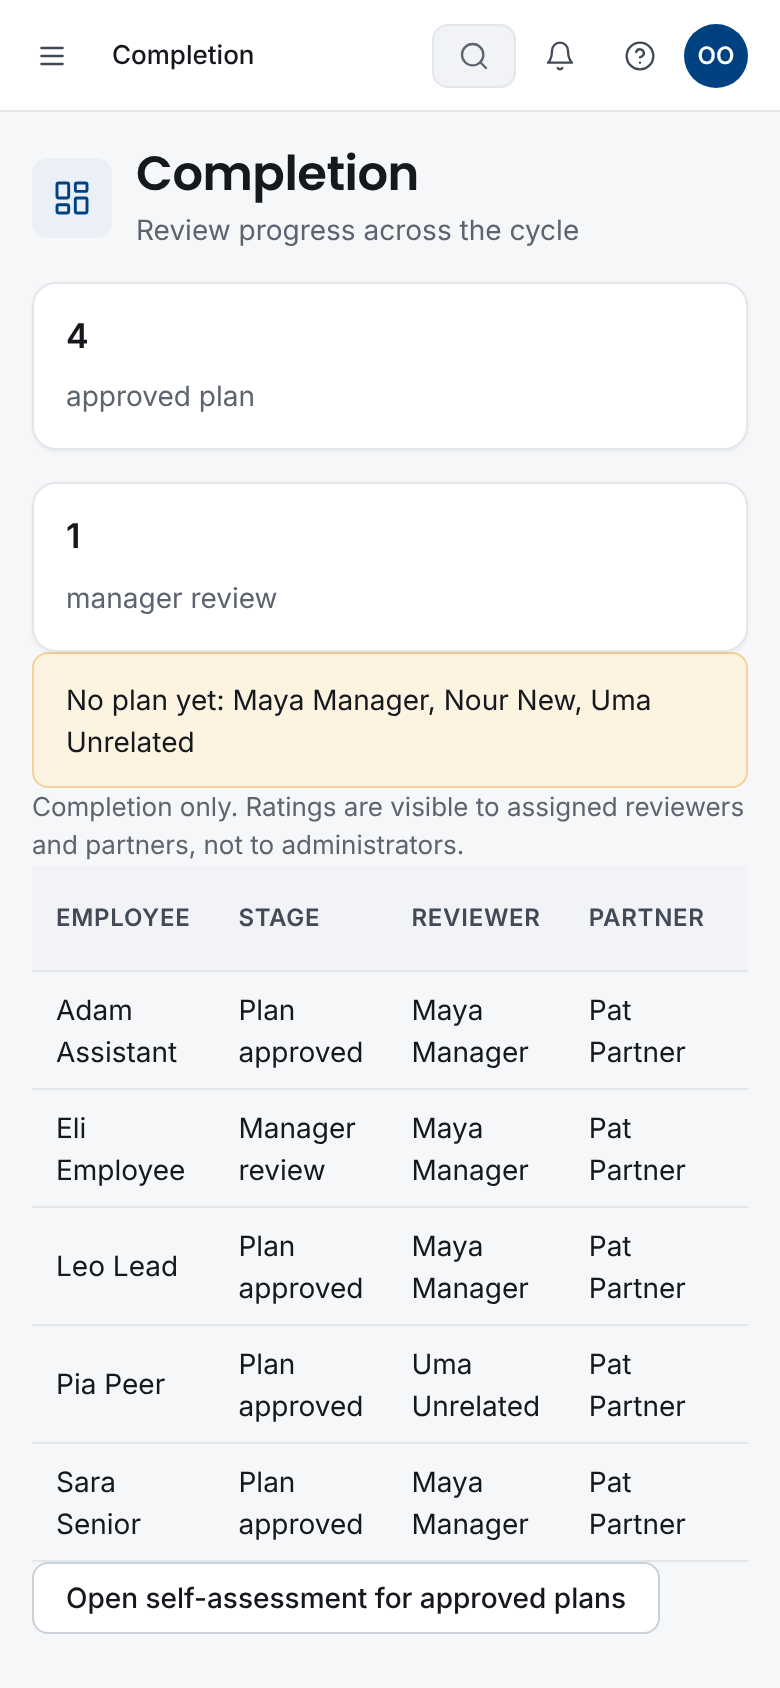 Completion
OO
Completion
Review progress across the cycle
4
approved plan
1
manager review
No plan yet: Maya Manager, Nour New, Uma
Unrelated
Completion only. Ratings are visible to assigned reviewers
and partners, not to administrators.
EMPLOYEE STAGE REVIEWER PARTNER
Adam Assistant Plan approved Maya Manager Pat Partner
Eli Employee Manager review Maya Manager Pat Partner
Leo Lead Plan approved Maya Manager Pat Partner
Pia Peer Plan approved Uma Unrelated Pat Partner
Sara Senior Plan approved Maya Manager Pat Partner
Open self-assessment for approved plans